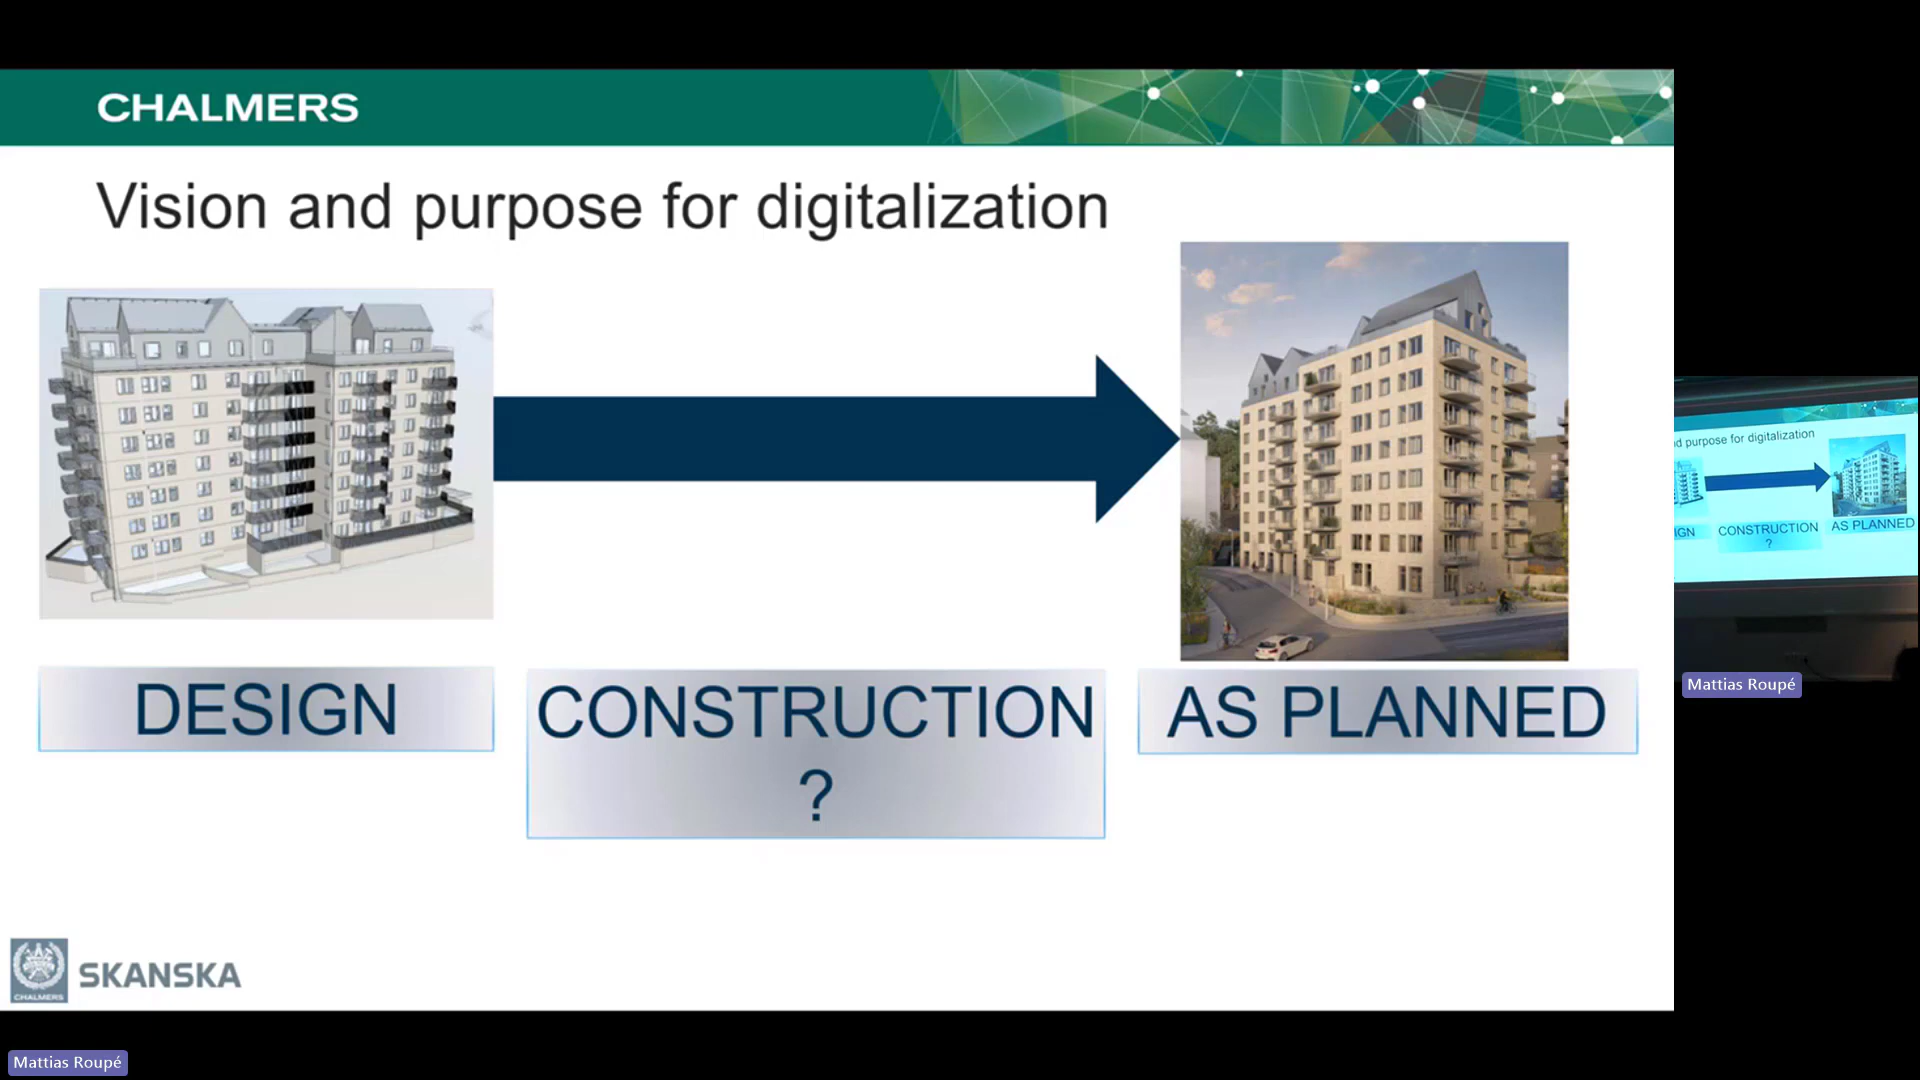 CHALMERS
Vision and purpose for digitalization
DESIGN
CONSTRUCTION
?
AS PLANNED
CHALMERS
SKANSKA
Mattias Roupé
d purpose for digitalization
IGN
CONSTRUCTION
?
AS PLANNED
Mattias Roupé